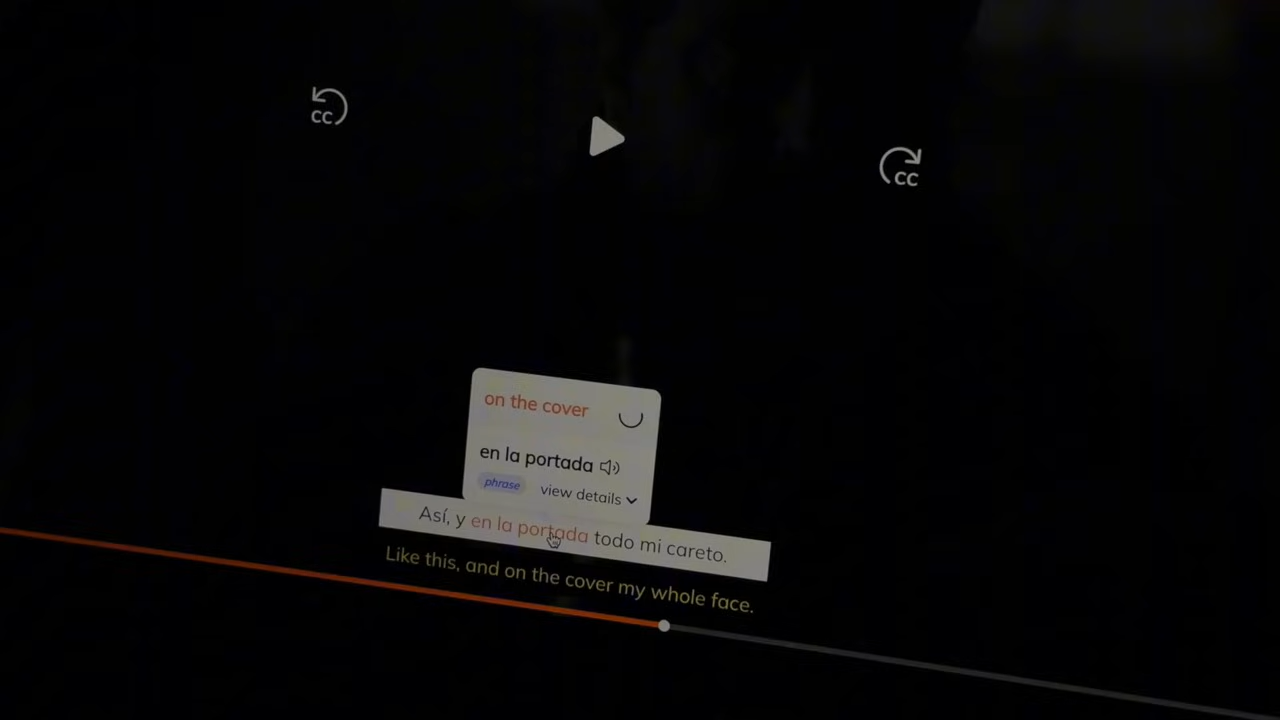 CC
CC
on the cover
en la portada
phrase view details
Así, y en la portada todo mi careto.
Like this, and on the cover my whole face.